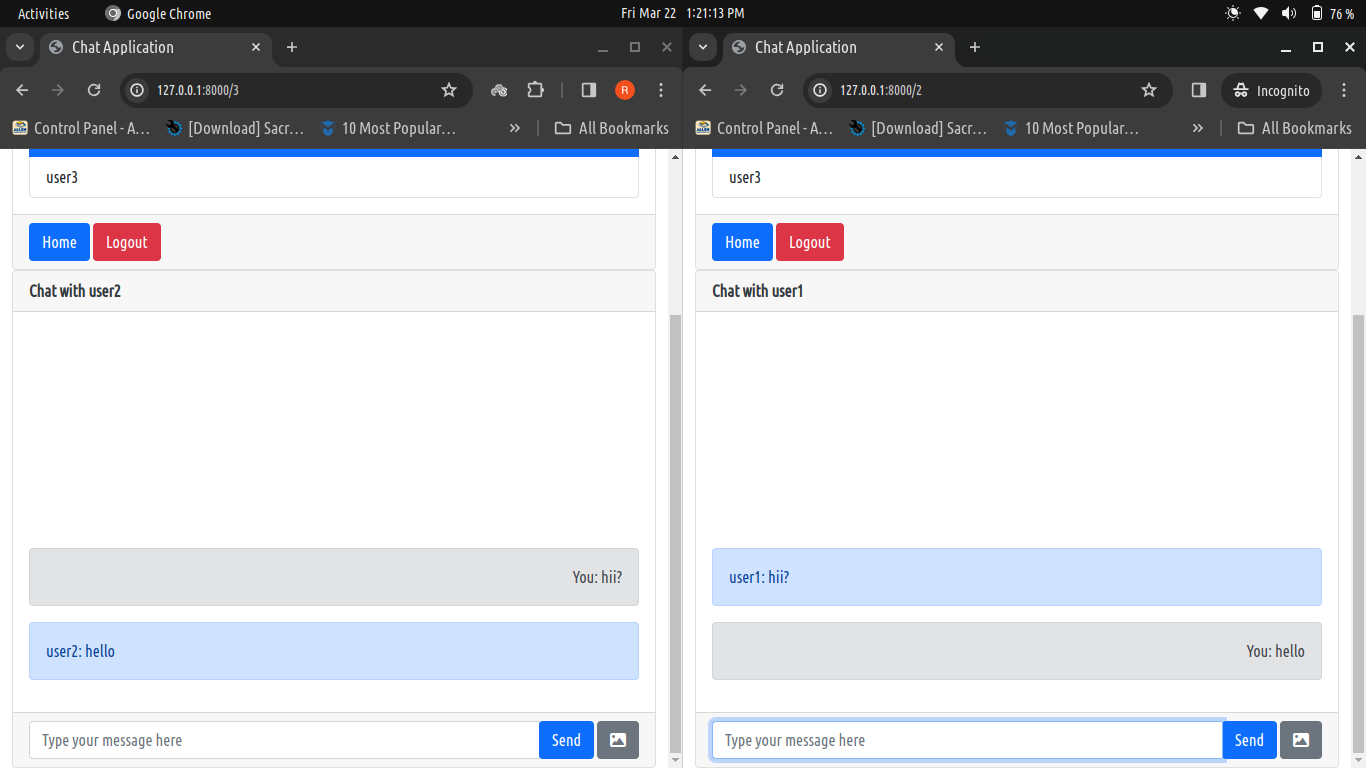 Activities Google Chrome Fri Mar 22 1:21:13 PM 76 %
Chat Application
127.0.0.1:8000/3 R
Control Panel - A... [Download] Sacr... 10 Most Popular... » All Bookmarks
user3
Home Logout
Chat with user2
You: hii?
user2: hello
Type your message here Send
Chat Application
127.0.0.1:8000/2 Incognito
Control Panel - A... [Download] Sacr... 10 Most Popular... » All Bookmarks
user3
Home Logout
Chat with user1
user1: hii?
You: hello
Type your message here Send